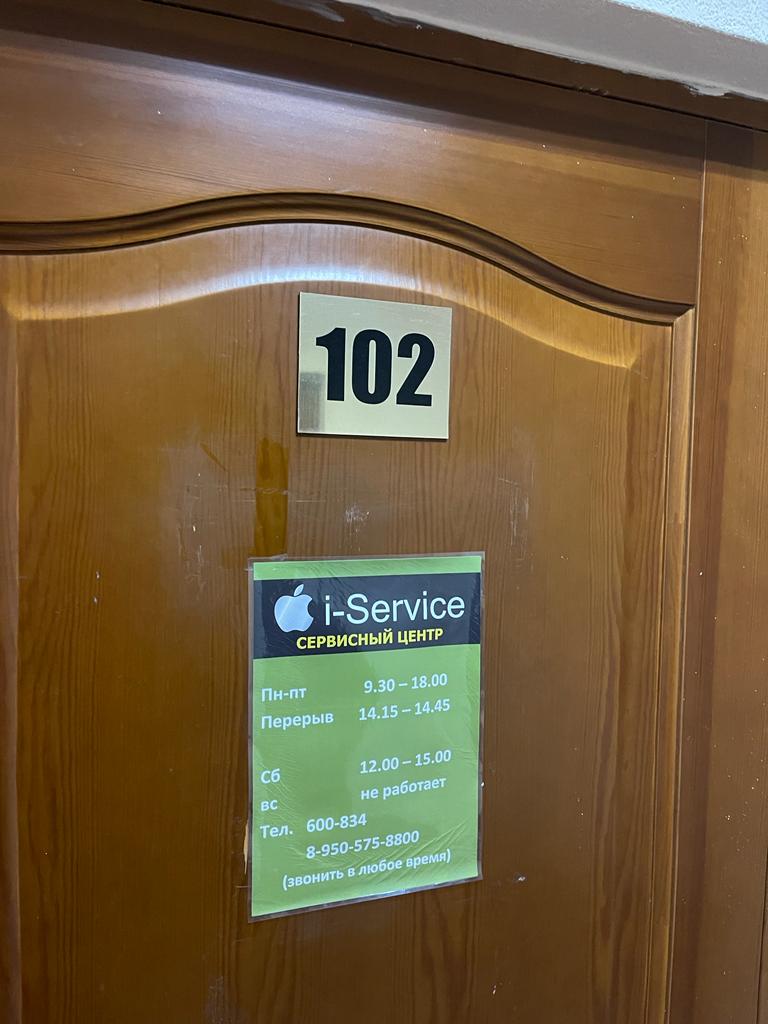 102
i-Service
СЕРВИСНЫЙ ЦЕНТР
Пн-пт 9.30 – 18.00
Перерыв 14.15 – 14.45
Сб 12.00 – 15.00
вс не работает
Тел. 600-834
8-950-575-8800
(звонить в любое время)